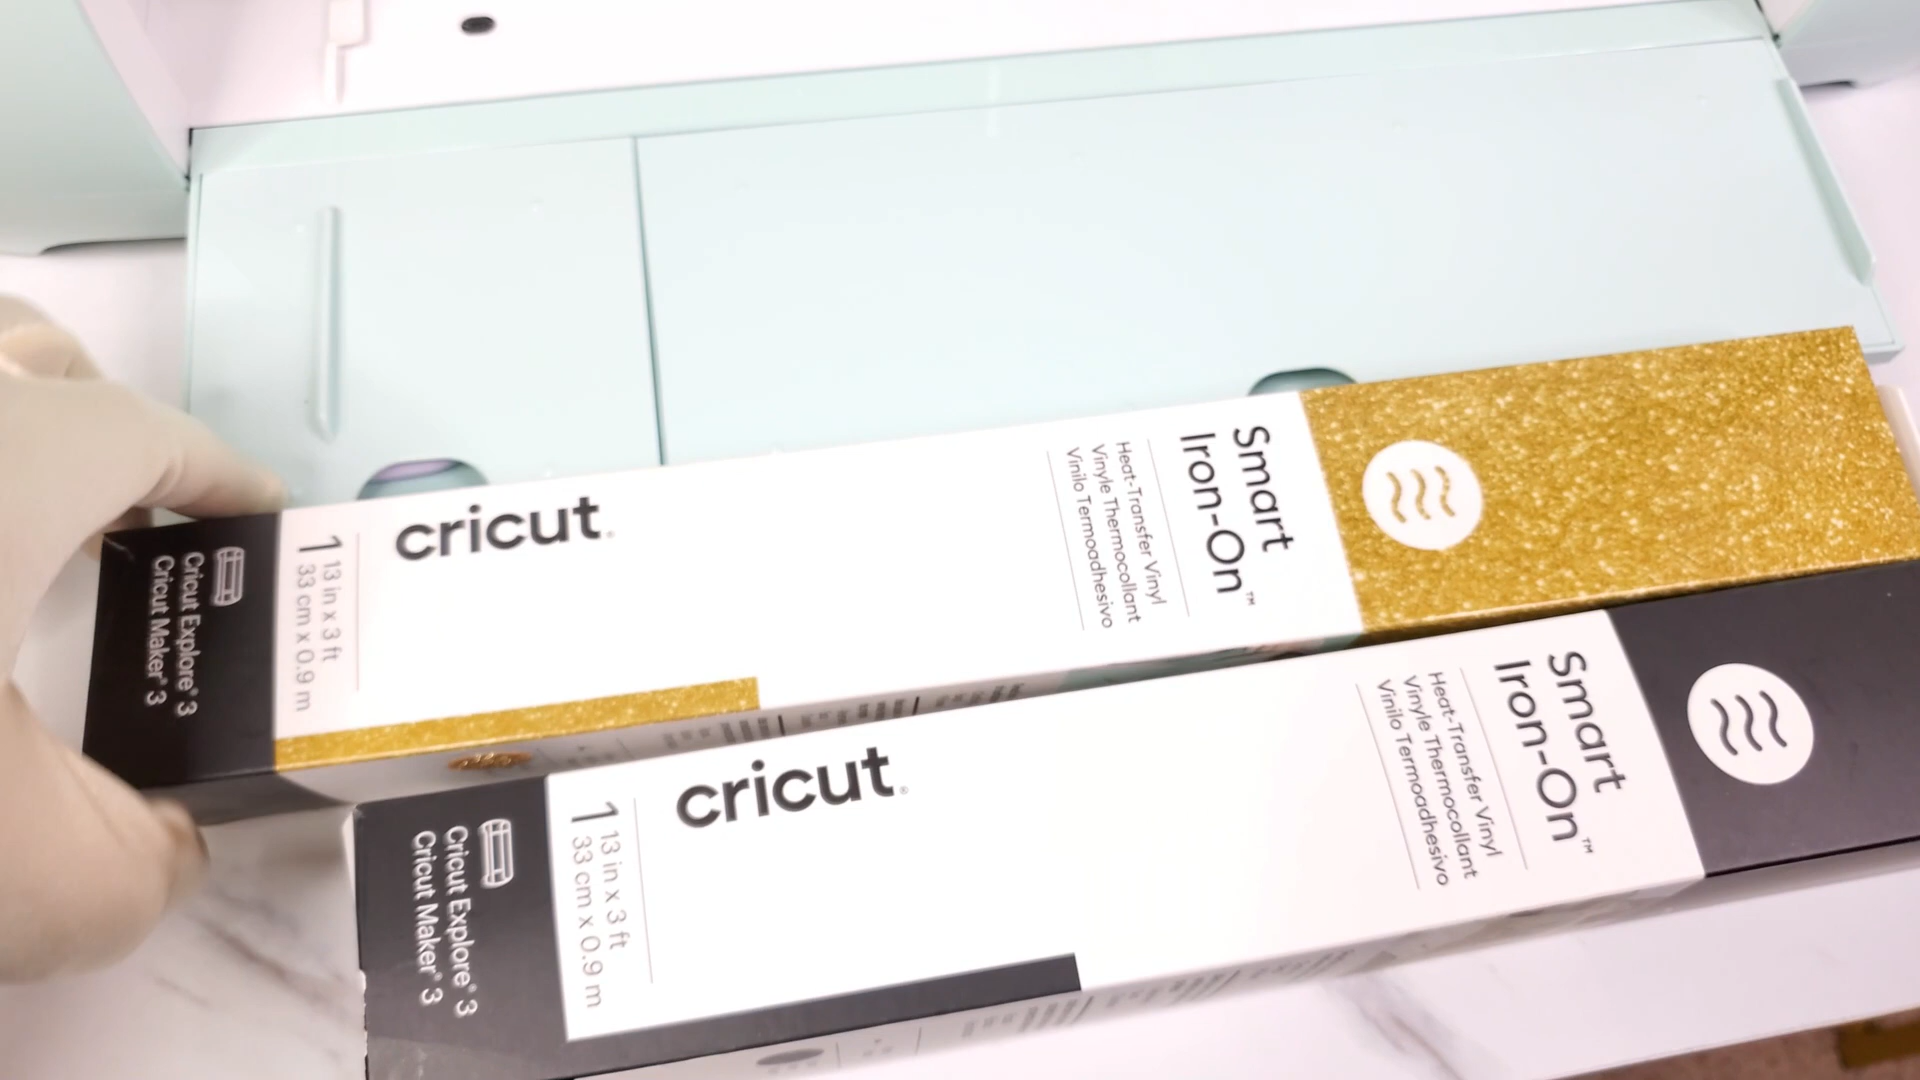 cricut
Smart
Iron-On™
Heat-Transfer Vinyl
Vinyle Thermocollant
Vinilo Termoadhesivo
1 13 in x 3 ft
33 cm x 0.9 m
Cricut Explore® 3
Cricut Maker® 3
cricut®
Smart
Iron-On™
Heat-Transfer Vinyl
Vinyle Thermocollant
Vinilo Termoadhesivo
1 13 in x 3 ft
33 cm x 0.9 m
Cricut Explore® 3
Cricut Maker® 3